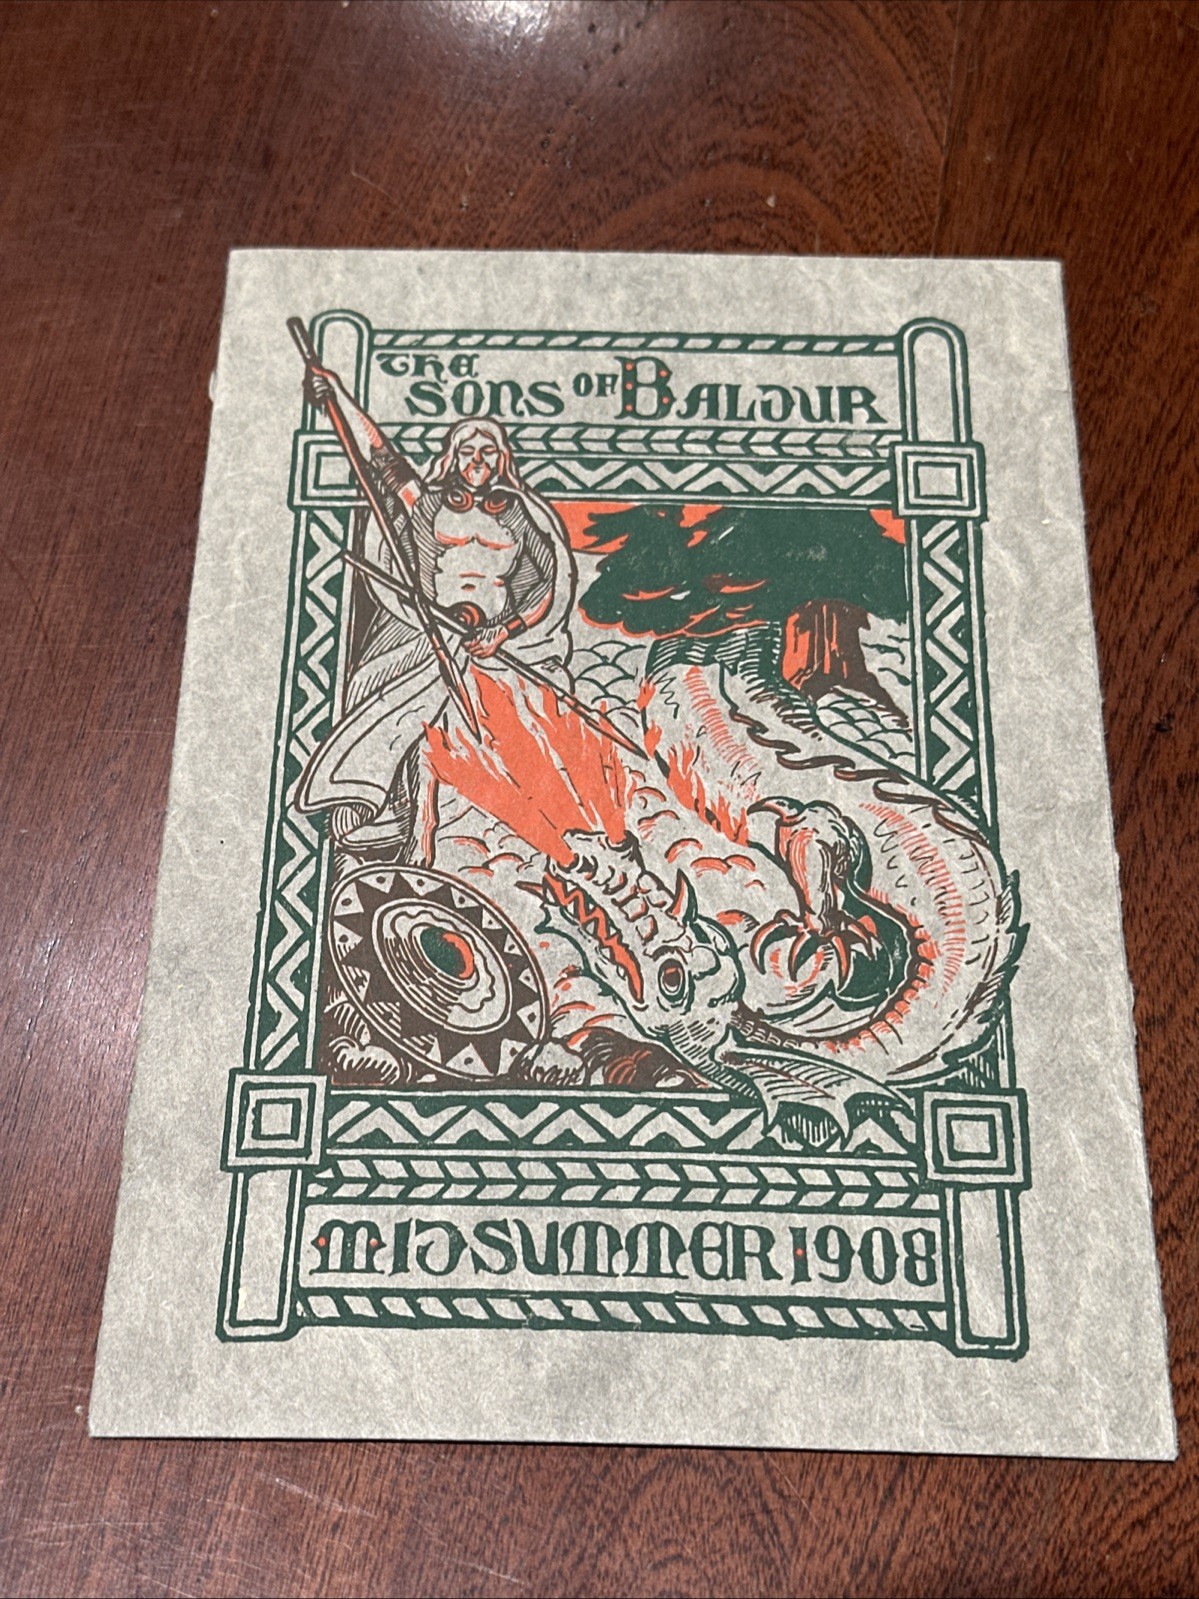 THE
SONS OF BALDUR
MIDSUMMER 1908